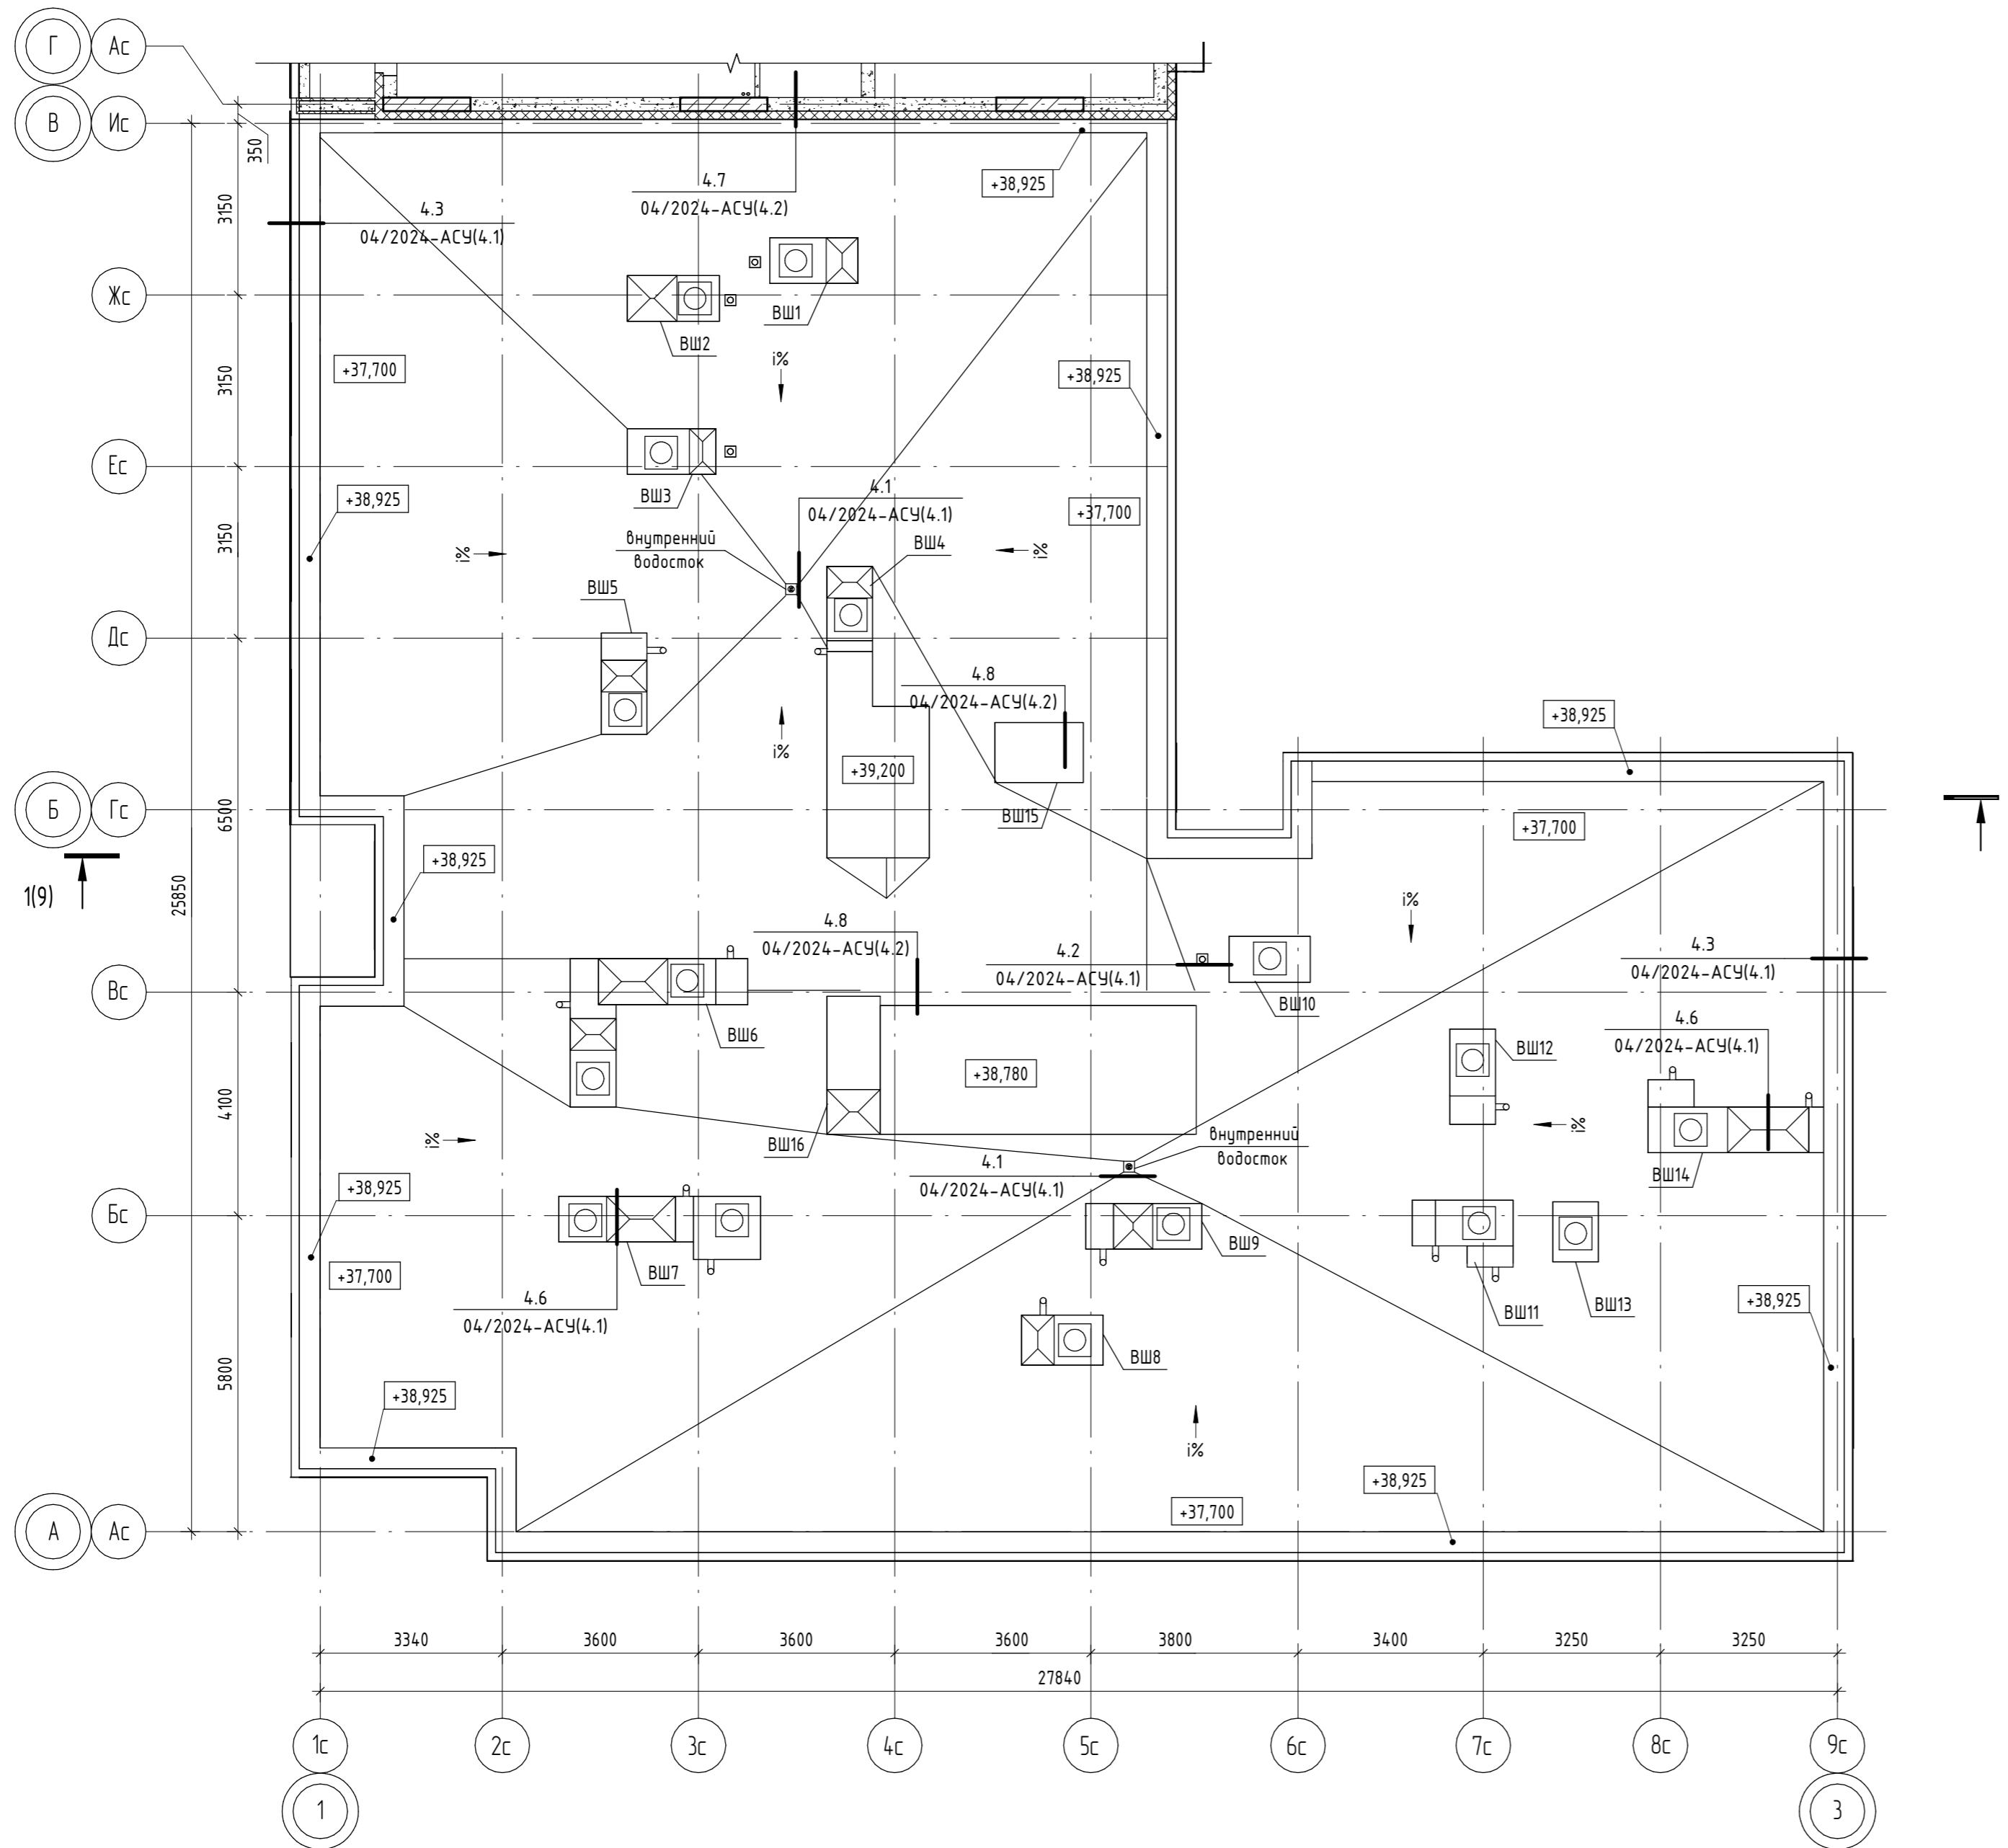 Г Ас
В Ис
350
+38,925
4.7
04/2024-АСУ(4.2)
4.3
04/2024-АСУ(4.1)
3150
Жс
ВШ1
ВШ2
i%
+37,700
+38,925
3150
Ес
ВШ3
+38,925
4.1
04/2024-АСУ(4.1)
+37,700
3150
внутренний
водосток
ВШ4
i%
i%
ВШ5
Дс
4.8
04/2024-АСУ(4.2)
+38,925
i%
+39,200
Б Гс
6500
ВШ15
+37,700
+38,925
1(9)
25850
i%
4.8
04/2024-АСУ(4.2)
4.2
04/2024-АСУ(4.1)
4.3
04/2024-АСУ(4.1)
Вс
ВШ10
ВШ6
4.6
04/2024-АСУ(4.1)
ВШ12
+38,780
4100
i%
ВШ16
внутренний
водосток
i%
4.1
04/2024-АСУ(4.1)
ВШ14
+38,925
Бс
ВШ9
+37,700
ВШ7
4.6
04/2024-АСУ(4.1)
ВШ11
ВШ13
+38,925
ВШ8
5800
+38,925
i%
+38,925
+37,700
А Ас
3340 3600 3600 3600 3800 3400 3250 3250
27840
1с 2с 3с 4с 5с 6с 7с 8с 9с
1 3